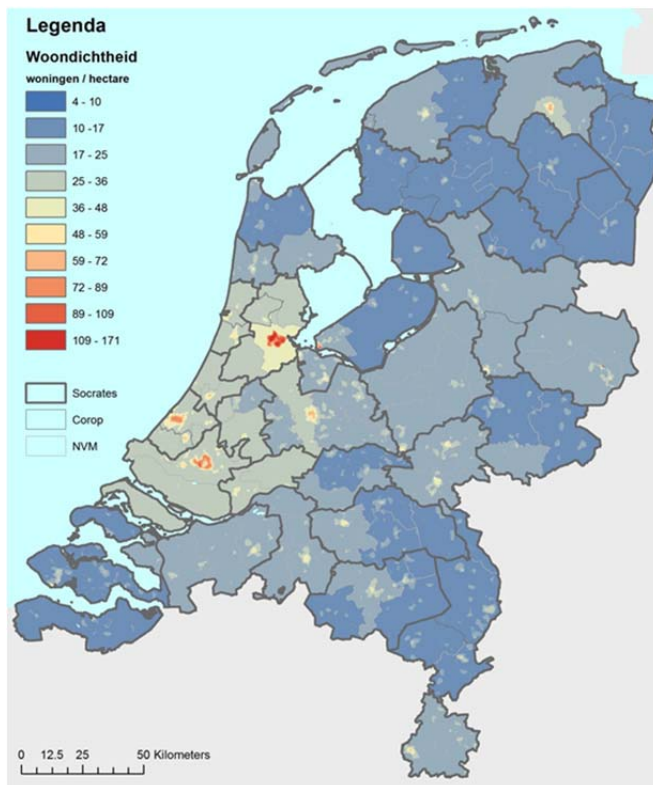 Legenda
Woondichtheid
woningen / hectare
4 - 10
10 -17
17 - 25
25 - 36
36 - 48
48 - 59
59 - 72
72 - 89
89 - 109
109 - 171
Socrates
Corop
NVM
0 12.5 25 50 Kilometers